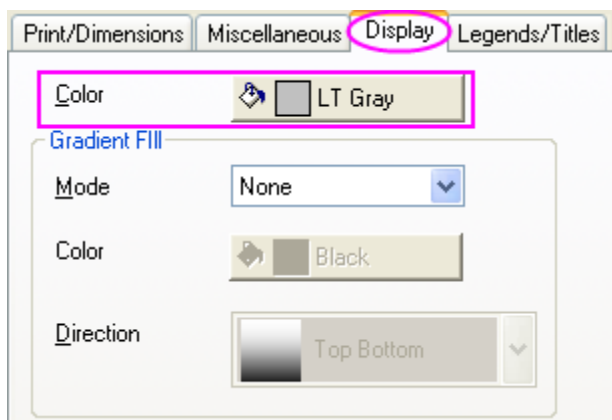 Print/Dimensions Miscellaneous Display Legends/Titles
Color LT Gray
Gradient FIll
Mode None
Color Black
Direction Top Bottom